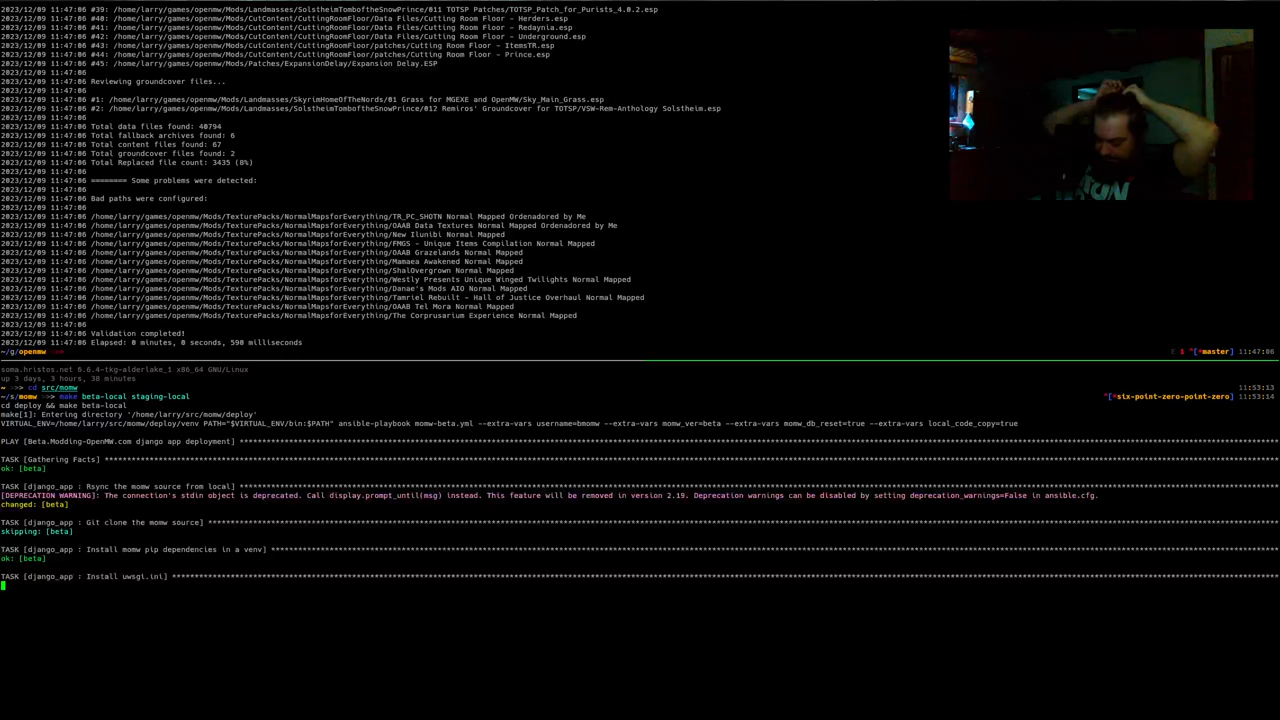 2023/12/09 11:47:06 #39: /home/larry/games/openmw/Mods/Landmasses/SolstheimTomboftheSnowPrince/011 TOTSP Patches/TOTSP_Patch_for_Purists_4.0.2.esp
2023/12/09 11:47:06 #40: /home/larry/games/openmw/Mods/CutContent/CuttingRoomFloor/Data Files/Cutting Room Floor - Herders.esp
2023/12/09 11:47:06 #41: /home/larry/games/openmw/Mods/CutContent/CuttingRoomFloor/Data Files/Cutting Room Floor - Redaynia.esp
2023/12/09 11:47:06 #42: /home/larry/games/openmw/Mods/CutContent/CuttingRoomFloor/Data Files/Cutting Room Floor - Underground.esp
2023/12/09 11:47:06 #43: /home/larry/games/openmw/Mods/CutContent/CuttingRoomFloor/patches/Cutting Room Floor - ItemsTR.esp
2023/12/09 11:47:06 #44: /home/larry/games/openmw/Mods/CutContent/CuttingRoomFloor/patches/Cutting Room Floor - Prince.esp
2023/12/09 11:47:06 #45: /home/larry/games/openmw/Mods/Patches/ExpansionDelay/Expansion Delay.ESP
2023/12/09 11:47:06
2023/12/09 11:47:06 Reviewing groundcover files...
2023/12/09 11:47:06
2023/12/09 11:47:06 #1: /home/larry/games/openmw/Mods/Landmasses/SkyrimHomeOfTheNords/01 Grass for MGEXE and OpenMW/Sky_Main_Grass.esp
2023/12/09 11:47:06 #2: /home/larry/games/openmw/Mods/Landmasses/SolstheimTomboftheSnowPrince/012 Remiros' Groundcover for TOTSP/VSW-Rem-Anthology Solstheim.esp
2023/12/09 11:47:06
2023/12/09 11:47:06 Total data files found: 40794
2023/12/09 11:47:06 Total fallback archives found: 6
2023/12/09 11:47:06 Total content files found: 67
2023/12/09 11:47:06 Total groundcover files found: 2
2023/12/09 11:47:06 Total Replaced file count: 3435 (8%)
2023/12/09 11:47:06
2023/12/09 11:47:06 ======== Some problems were detected:
2023/12/09 11:47:06
2023/12/09 11:47:06 Bad paths were configured:
2023/12/09 11:47:06
2023/12/09 11:47:06 /home/larry/games/openmw/Mods/TexturePacks/NormalMapsforEverything/TR_PC_SHOTN Normal Mapped Ordenadored by Me
2023/12/09 11:47:06 /home/larry/games/openmw/Mods/TexturePacks/NormalMapsforEverything/OAAB Data Textures Normal Mapped Ordenadored by Me
2023/12/09 11:47:06 /home/larry/games/openmw/Mods/TexturePacks/NormalMapsforEverything/New Ilunibi Normal Mapped
2023/12/09 11:47:06 /home/larry/games/openmw/Mods/TexturePacks/NormalMapsforEverything/FMGS - Unique Items Compilation Normal Mapped
2023/12/09 11:47:06 /home/larry/games/openmw/Mods/TexturePacks/NormalMapsforEverything/OAAB Grazelands Normal Mapped
2023/12/09 11:47:06 /home/larry/games/openmw/Mods/TexturePacks/NormalMapsforEverything/Mamaea Awakened Normal Mapped
2023/12/09 11:47:06 /home/larry/games/openmw/Mods/TexturePacks/NormalMapsforEverything/ShalOvergrown Normal Mapped
2023/12/09 11:47:06 /home/larry/games/openmw/Mods/TexturePacks/NormalMapsforEverything/Westly Presents Unique Winged Twilights Normal Mapped
2023/12/09 11:47:06 /home/larry/games/openmw/Mods/TexturePacks/NormalMapsforEverything/Danae's Mods AIO Normal Mapped
2023/12/09 11:47:06 /home/larry/games/openmw/Mods/TexturePacks/NormalMapsforEverything/Tamriel Rebuilt - Hall of Justice Overhaul Normal Mapped
2023/12/09 11:47:06 /home/larry/games/openmw/Mods/TexturePacks/NormalMapsforEverything/OAAB Tel Mora Normal Mapped
2023/12/09 11:47:06 /home/larry/games/openmw/Mods/TexturePacks/NormalMapsforEverything/The Corprusarium Experience Normal Mapped
2023/12/09 11:47:06
2023/12/09 11:47:06 Validation completed!
2023/12/09 11:47:06 Elapsed: 0 minutes, 0 seconds, 590 milliseconds
~/g/openmw >>> E 1 ^[*master] 11:47:06
soma.hristos.net 6.6.4-tkg-alderlake_1 x86_64 GNU/Linux
up 3 days, 3 hours, 38 minutes
~ >>> cd src/momw 11:53:13
~/s/momw >>> make beta-local staging-local ^[*six-point-zero-point-zero] 11:53:14
cd deploy && make beta-local
make[1]: Entering directory '/home/larry/src/momw/deploy'
VIRTUAL_ENV=/home/larry/src/momw/deploy/venv PATH="$VIRTUAL_ENV/bin:$PATH" ansible-playbook momw-beta.yml --extra-vars username=bmomw --extra-vars momw_ver=beta --extra-vars momw_db_reset=true --extra-vars local_code_copy=true
PLAY [Beta.Modding-OpenMW.com django app deployment] ****************************************
TASK [Gathering Facts] ****************************************
ok: [beta]
TASK [django_app : Rsync the momw source from local] ****************************************
[DEPRECATION WARNING]: The connection's stdin object is deprecated. Call display.prompt_until(msg) instead. This feature will be removed in version 2.19. Deprecation warnings can be disabled by setting deprecation_warnings=False in ansible.cfg.
changed: [beta]
TASK [django_app : Git clone the momw source] ****************************************
skipping: [beta]
TASK [django_app : Install momw pip dependencies in a venv] ****************************************
ok: [beta]
TASK [django_app : Install uwsgi.ini] ****************************************